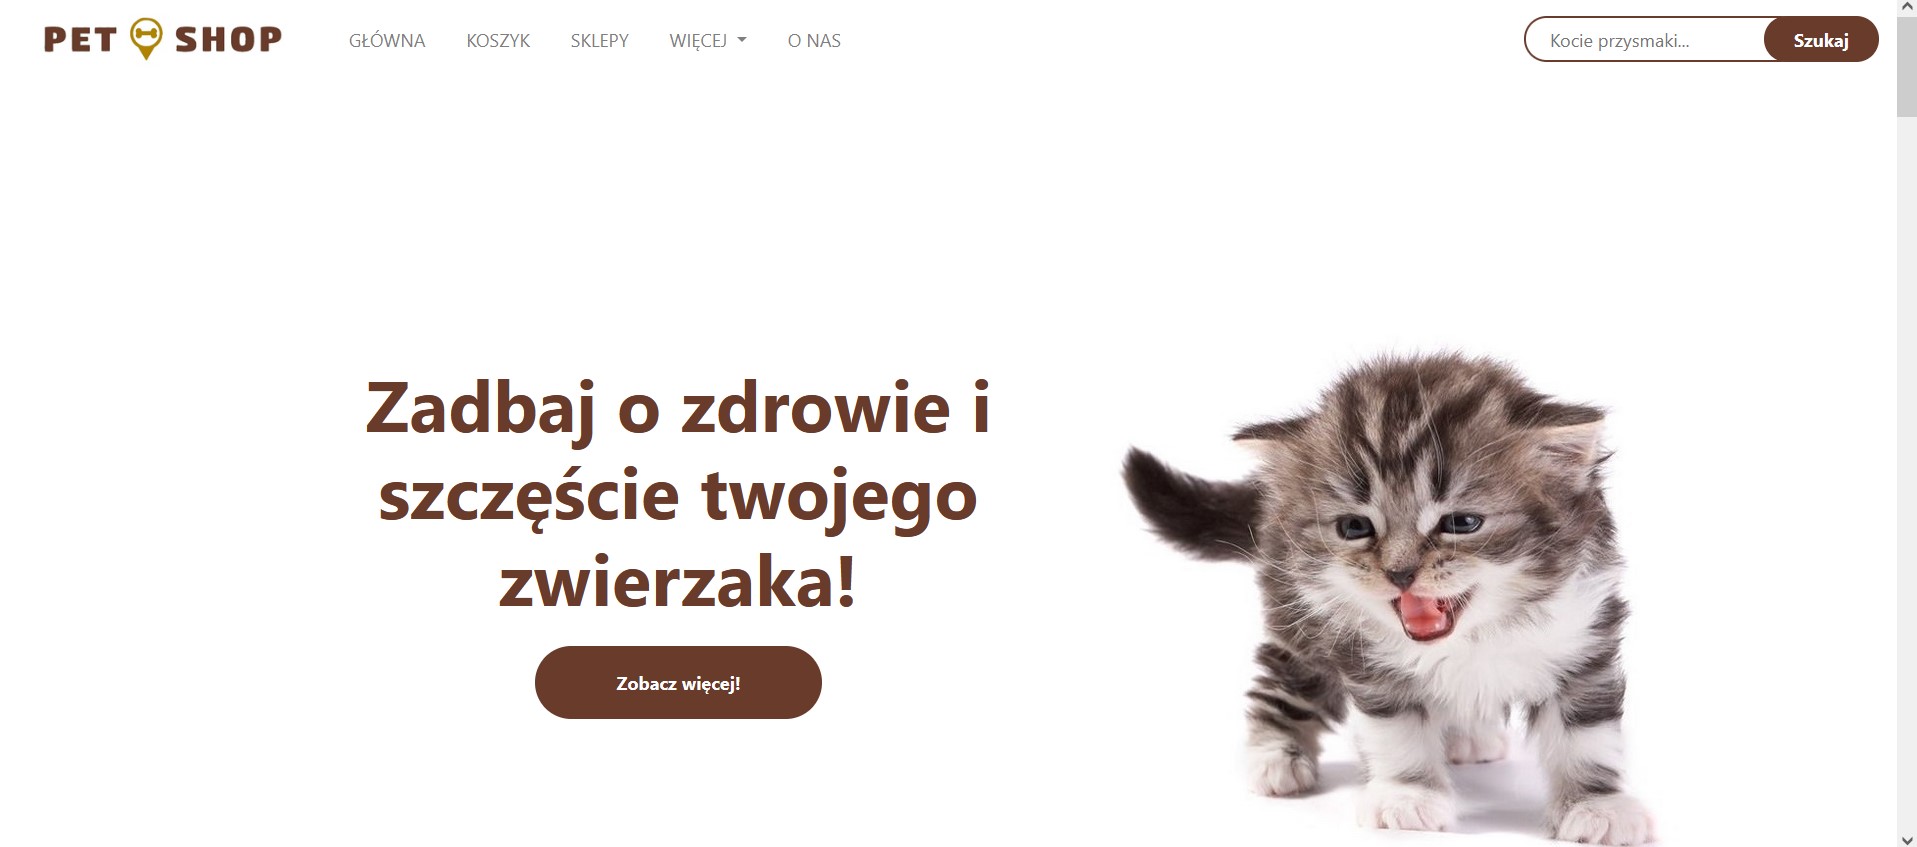 PET SHOP
GŁÓWNA
KOSZYK
SKLEPY
WIĘCEJ
O NAS
Kocie przysmaki...
Szukaj
Zadbaj o zdrowie i
szczęście twojego
zwierzaka!
Zobacz więcej!